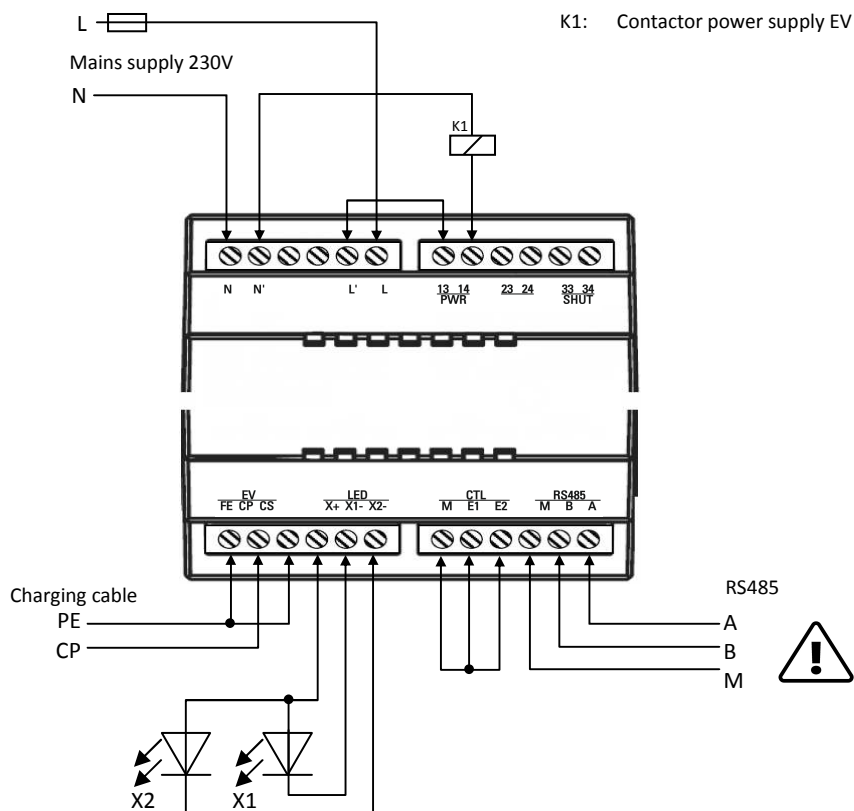 L
K1: Contactor power supply EV
Mains supply 230V
N
K1
N N' L' L 13 14 23 24 33 34
PWR SHUT
EV LED CTL RS485
FE CP CS X+ X1- X2- M E1 E2 M B A
Charging cable
RS485
PE
A
CP
B
M
X2 X1